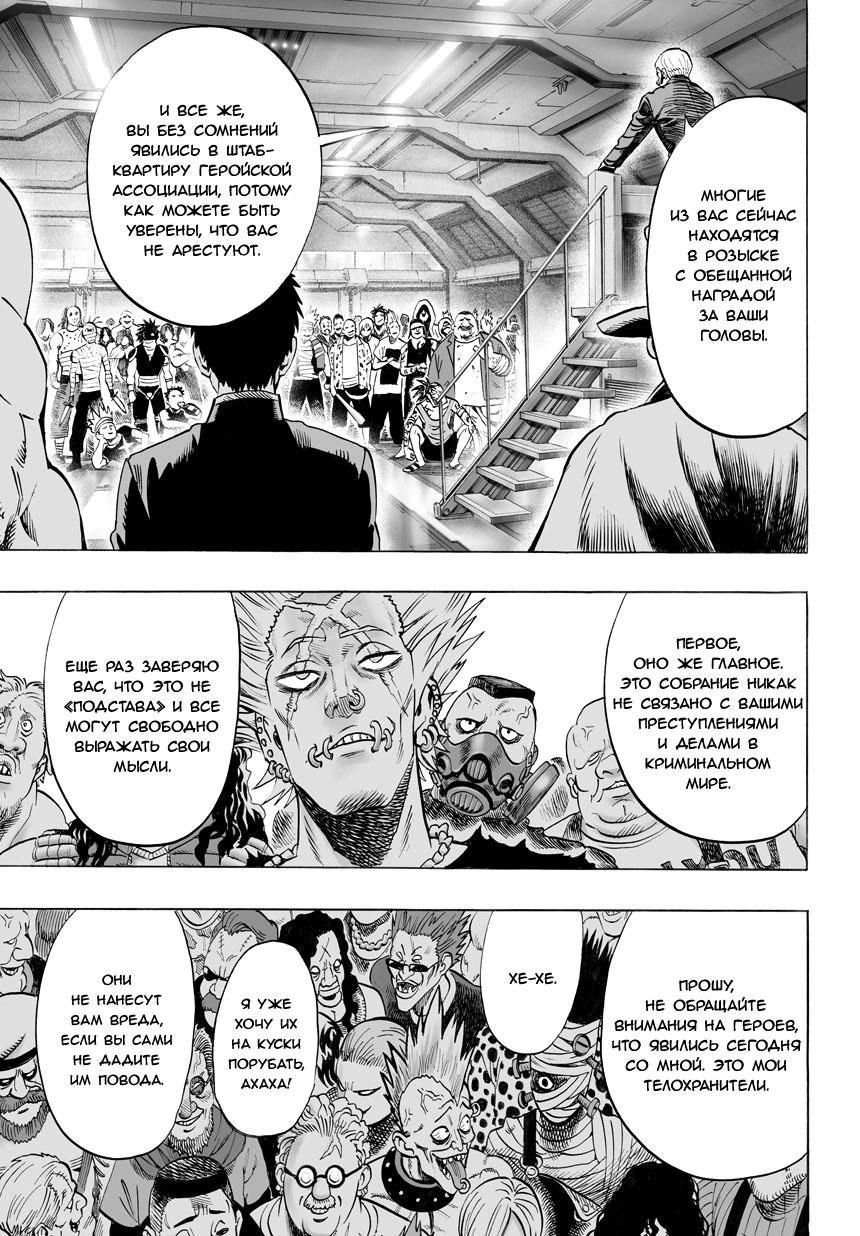 МНОГИЕ
ИЗ ВАС СЕЙЧАС
НАХОДЯТСЯ
В РОЗЫСКЕ
С ОБЕЩАННОЙ
НАГРАДОЙ
ЗА ВАШИ
ГОЛОВЫ.
И ВСЕ ЖЕ,
ВЫ БЕЗ СОМНЕНИЙ
ЯВИЛИСЬ В ШТАБ-
КВАРТИРУ ГЕРОЙСКОЙ
АССОЦИАЦИИ, ПОТОМУ
КАК МОЖЕТЕ БЫТЬ
УВЕРЕНЫ, ЧТО ВАС
НЕ АРЕСТУЮТ.
ПЕРВОЕ,
ОНО ЖЕ ГЛАВНОЕ.
ЭТО СОБРАНИЕ НИКАК
НЕ СВЯЗАНО С ВАШИМИ
ПРЕСТУПЛЕНИЯМИ
И ДЕЛАМИ В
КРИМИНАЛЬНОМ
МИРЕ.
ЕЩЕ РАЗ ЗАВЕРЯЮ
ВАС, ЧТО ЭТО НЕ
«ПОДСТАВА» И ВСЕ
МОГУТ СВОБОДНО
ВЫРАЖАТЬ СВОИ
МЫСЛИ.
ПРОШУ,
НЕ ОБРАЩАЙТЕ
ВНИМАНИЯ НА ГЕРОЕВ,
ЧТО ЯВИЛИСЬ СЕГОДНЯ
СО МНОЙ. ЭТО МОИ
ТЕЛОХРАНИТЕЛИ.
ХЕ-ХЕ.
Я УЖЕ
ХОЧУ ИХ
НА КУСКИ
ПОРУБАТЬ,
АХАХА!
ОНИ
НЕ НАНЕСУТ
ВАМ ВРЕДА,
ЕСЛИ ВЫ САМИ
НЕ ДАДИТЕ
ИМ ПОВОДА.